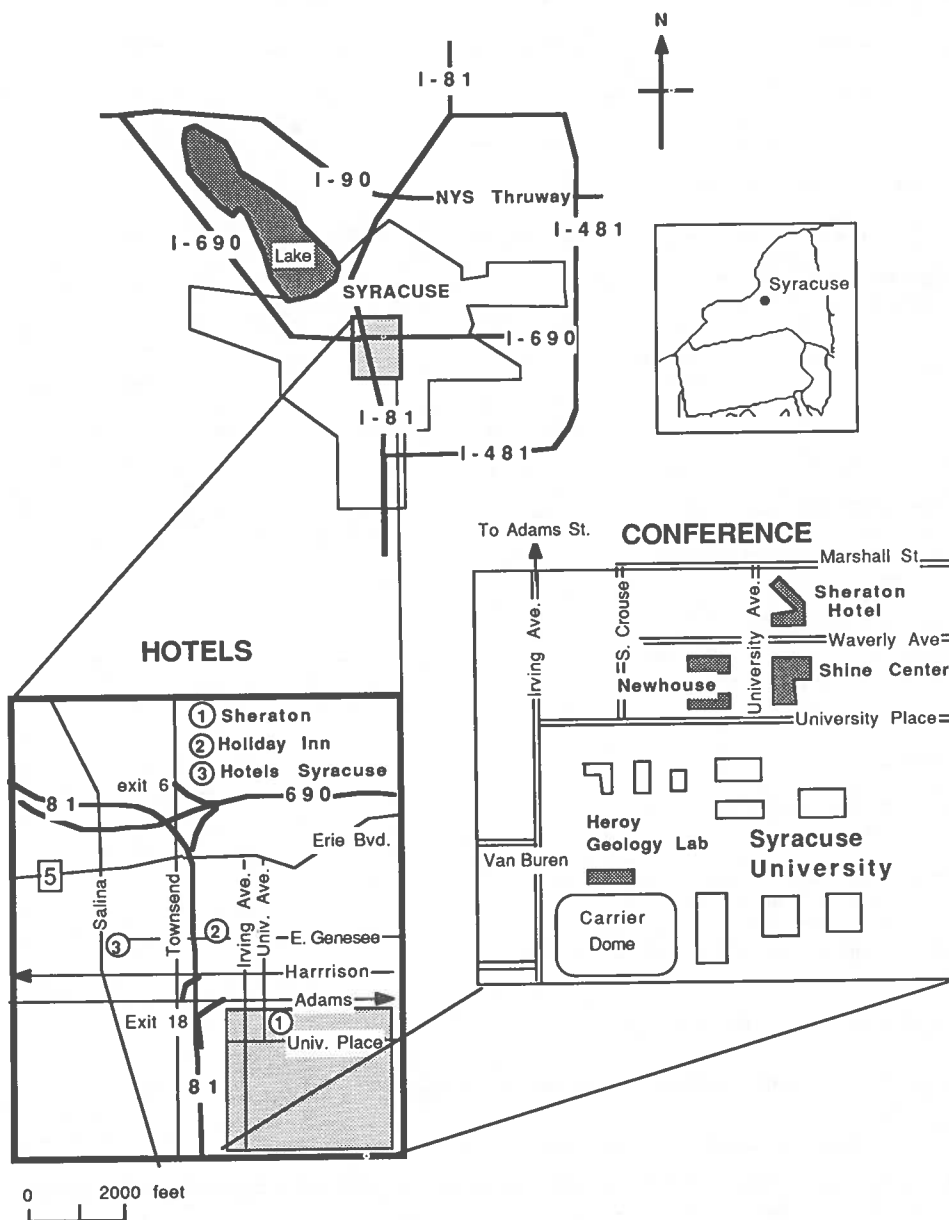 I-81
N
I-90
NYS Thruway
I-481
I-690
Lake
SYRACUSE
Syracuse
I-690
I-81
I-481
To Adams St.
CONFERENCE
Marshall St.
Irving Ave.
S. Crouse
University Ave.
Sheraton
Hotel
Waverly Ave
Newhouse
Shine Center
University Place
Heroy
Geology Lab
Syracuse
University
Van Buren
Carrier
Dome
HOTELS
1 Sheraton
2 Holiday Inn
3 Hotels Syracuse
exit 6
690
81
Erie Bvd.
5
Salina
Townsend
Irving Ave.
Univ. Ave.
2
3
E. Genesee
Harrrison
Adams
Exit 18
1
Univ. Place
81
0 2000 feet